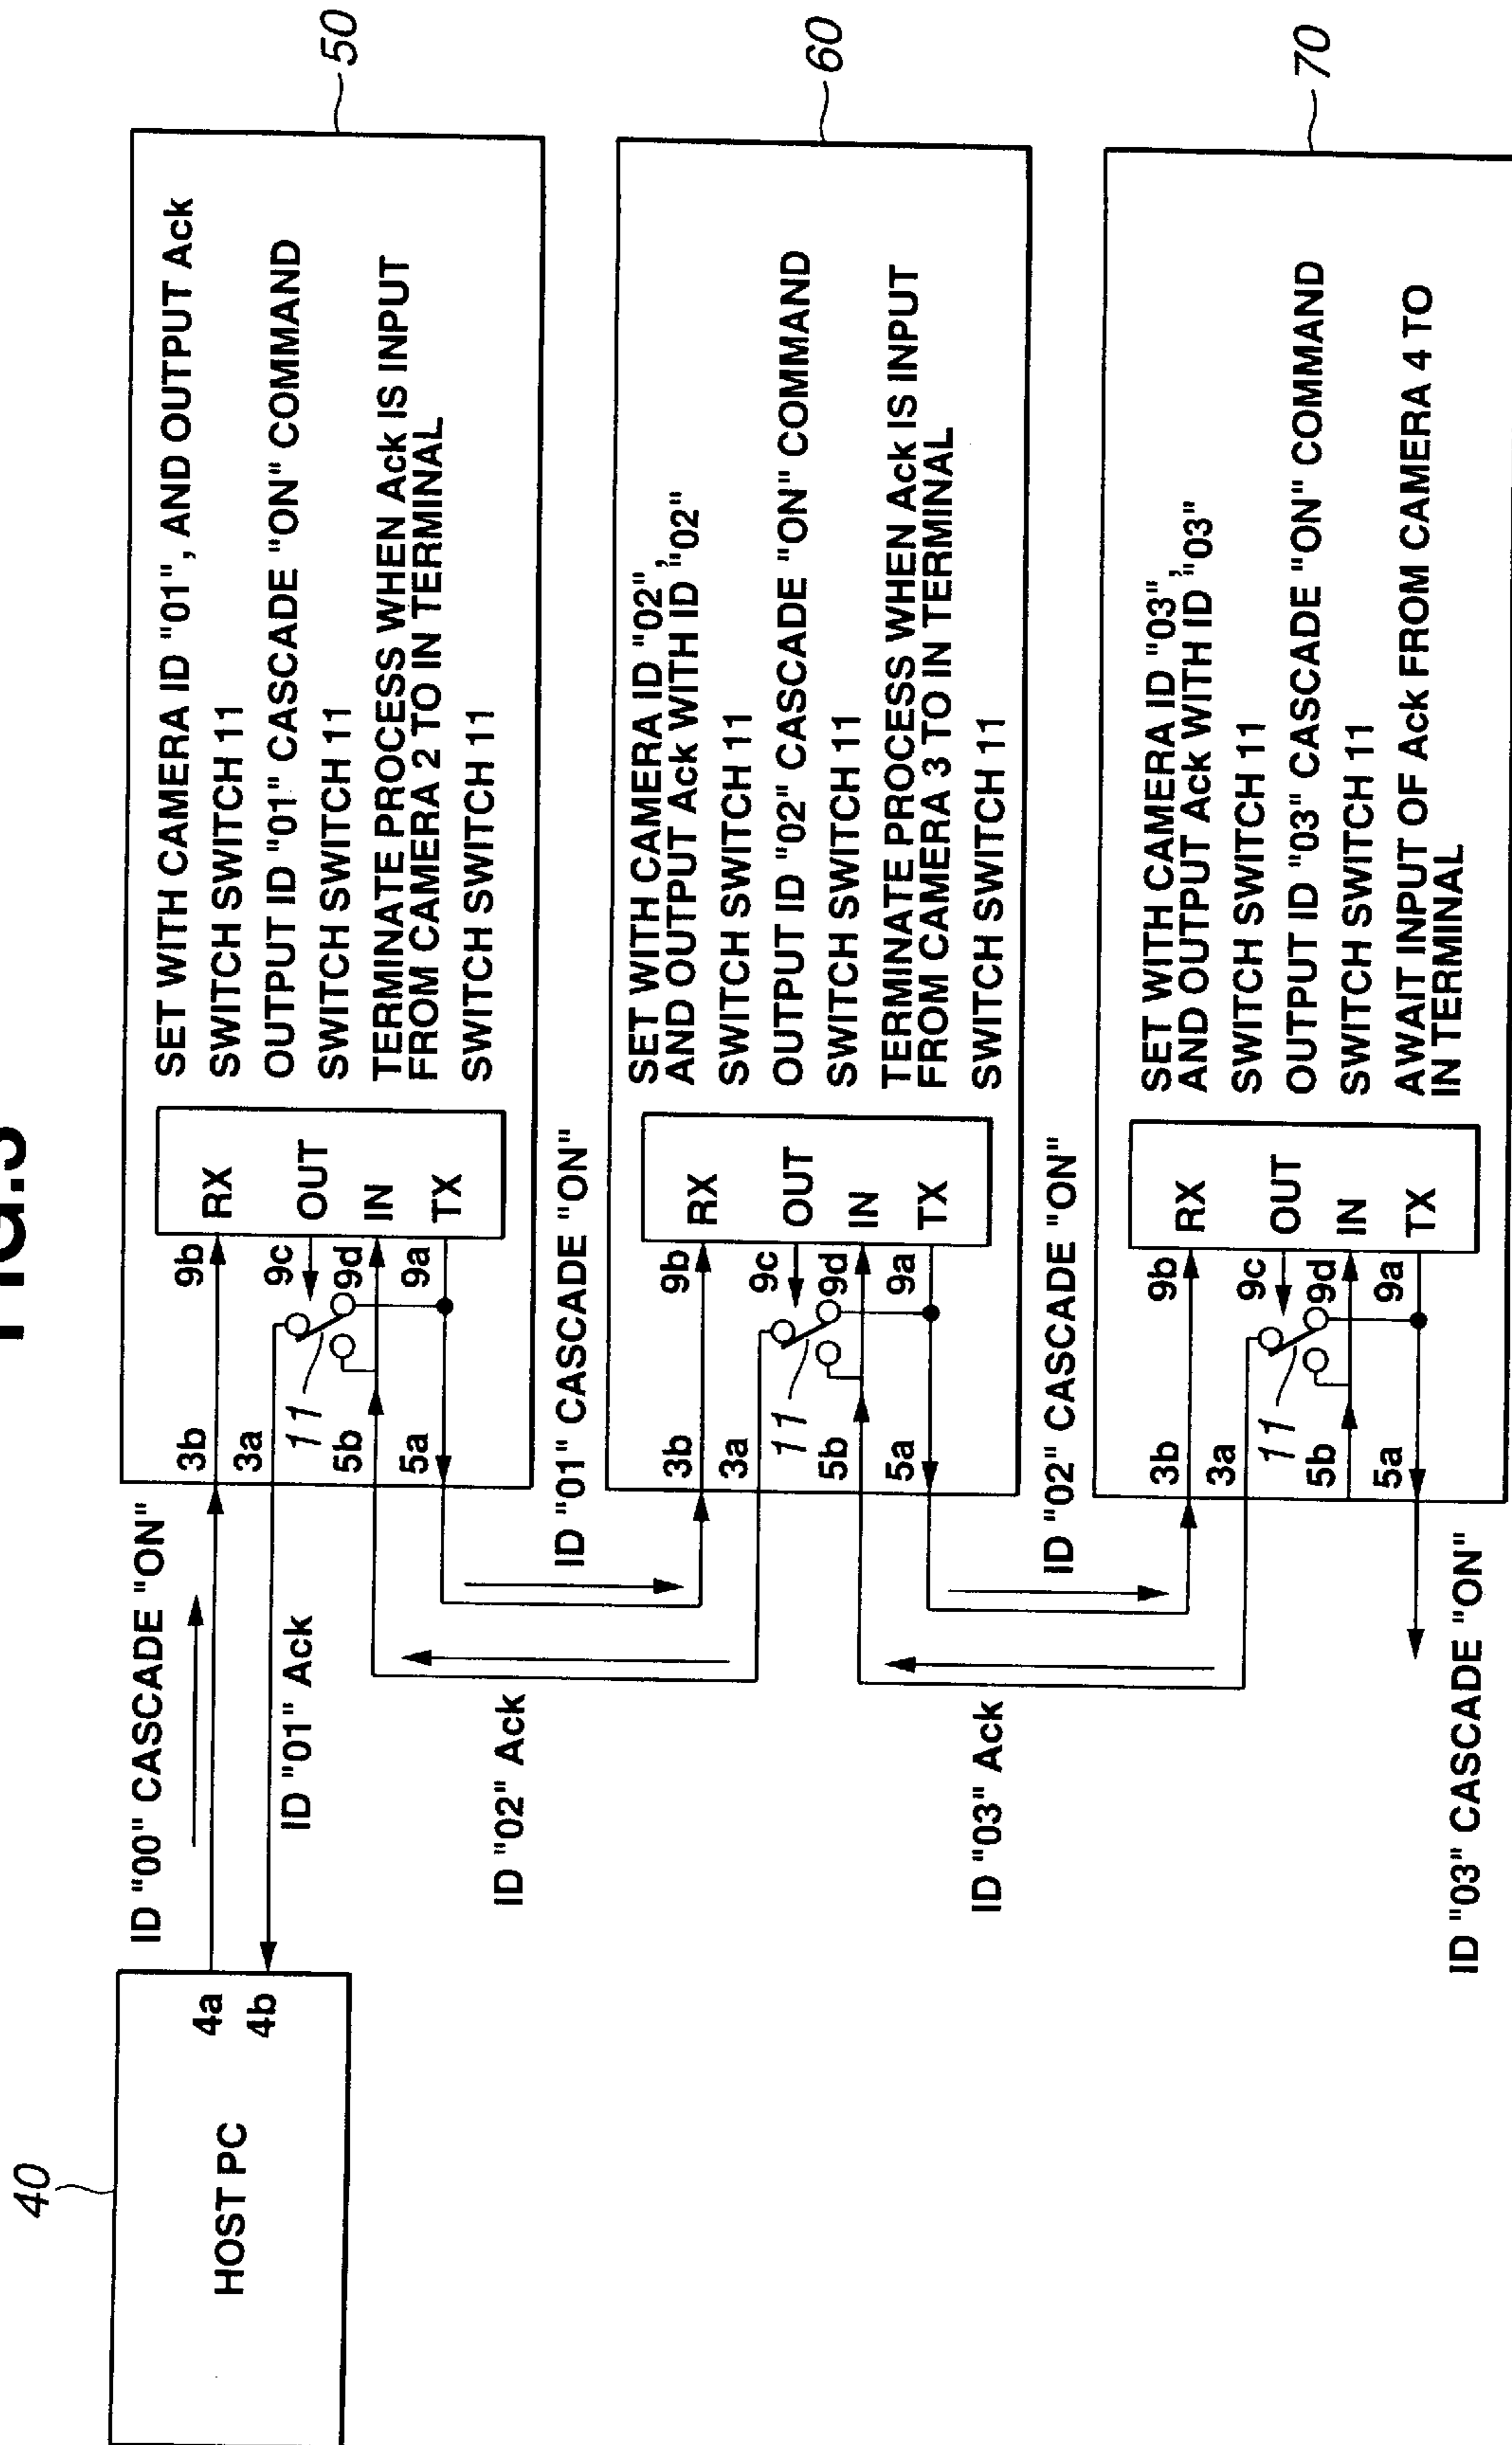 40
HOST PC
4a
4b
ID "00" CASCADE "ON"
ID "01" Ack
50
3b
3a
11
5b
5a
9b
9c
9d
9a
RX
OUT
IN
TX
SET WITH CAMERA ID "01", AND OUTPUT Ack
SWITCH SWITCH 11
OUTPUT ID "01" CASCADE "ON" COMMAND
SWITCH SWITCH 11
TERMINATE PROCESS WHEN Ack IS INPUT
FROM CAMERA 2 TO IN TERMINAL
SWITCH SWITCH 11
ID "01" CASCADE "ON"
ID "02" Ack
60
3b
3a
11
5b
5a
9b
9c
9d
9a
RX
OUT
IN
TX
SET WITH CAMERA ID "02",
AND OUTPUT Ack WITH ID "02"
SWITCH SWITCH 11
OUTPUT ID "02" CASCADE "ON" COMMAND
SWITCH SWITCH 11
TERMINATE PROCESS WHEN Ack IS INPUT
FROM CAMERA 3 TO IN TERMINAL
SWITCH SWITCH 11
ID "02" CASCADE "ON"
ID "03" Ack
70
3b
3a
11
5b
5a
9b
9c
9d
9a
RX
OUT
IN
TX
SET WITH CAMERA ID "03",
AND OUTPUT Ack WITH ID "03"
SWITCH SWITCH 11
OUTPUT ID "03" CASCADE "ON" COMMAND
SWITCH SWITCH 11
AWAIT INPUT OF Ack FROM CAMERA 4 TO
IN TERMINAL
ID "03" CASCADE "ON"